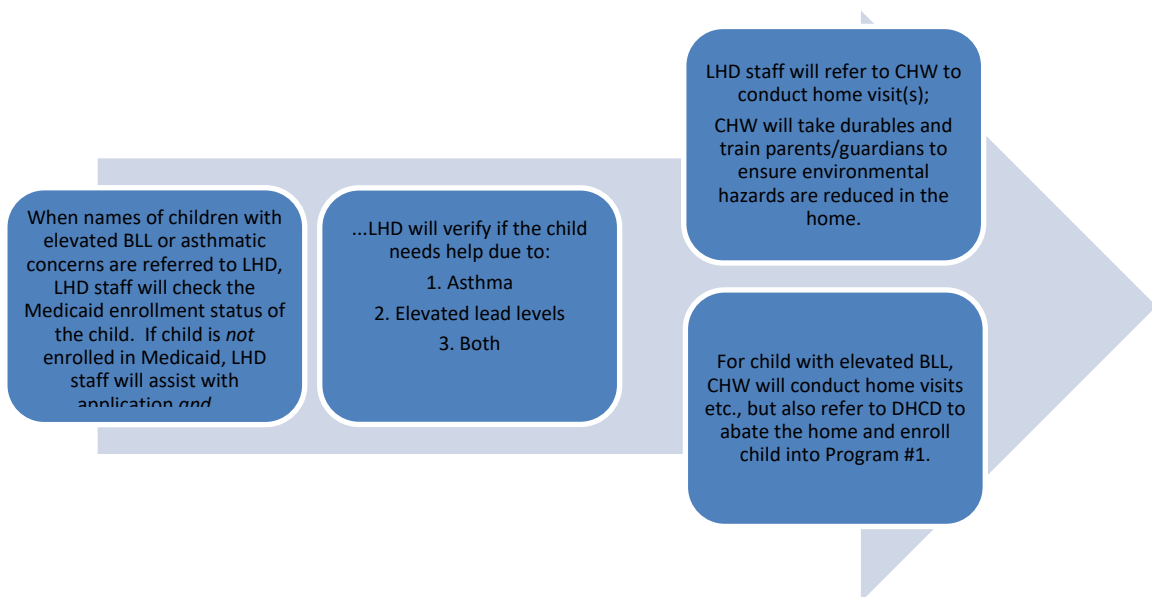 When names of children with
elevated BLL or asthmatic
concerns are referred to LHD,
LHD staff will check the
Medicaid enrollment status of
the child.  If child is not
enrolled in Medicaid, LHD
staff will assist with
application and
...LHD will verify if the child
needs help due to:
1. Asthma
2. Elevated lead levels
3. Both
LHD staff will refer to CHW to
conduct home visit(s);
CHW will take durables and
train parents/guardians to
ensure environmental
hazards are reduced in the
home.
For child with elevated BLL,
CHW will conduct home visits
etc., but also refer to DHCD to
abate the home and enroll
child into Program #1.